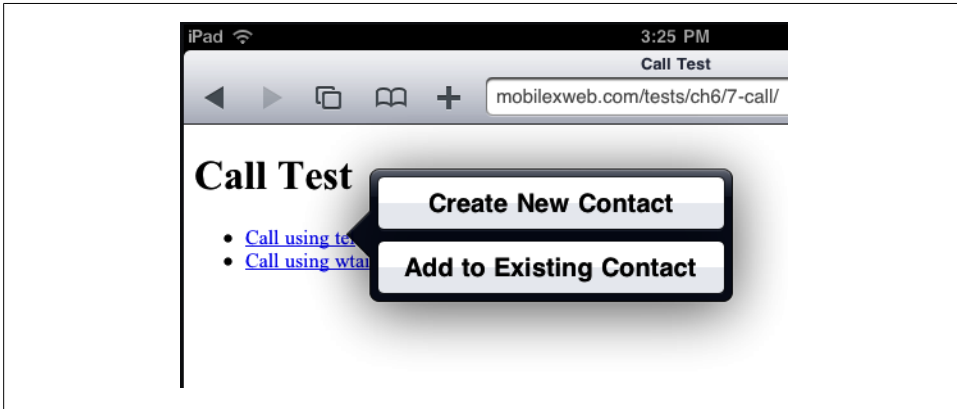 iPad 3:25 PM
Call Test
mobilexweb.com/tests/ch6/7-call/
Call Test
Create New Contact
Call using
Call using
Add to Existing Contact